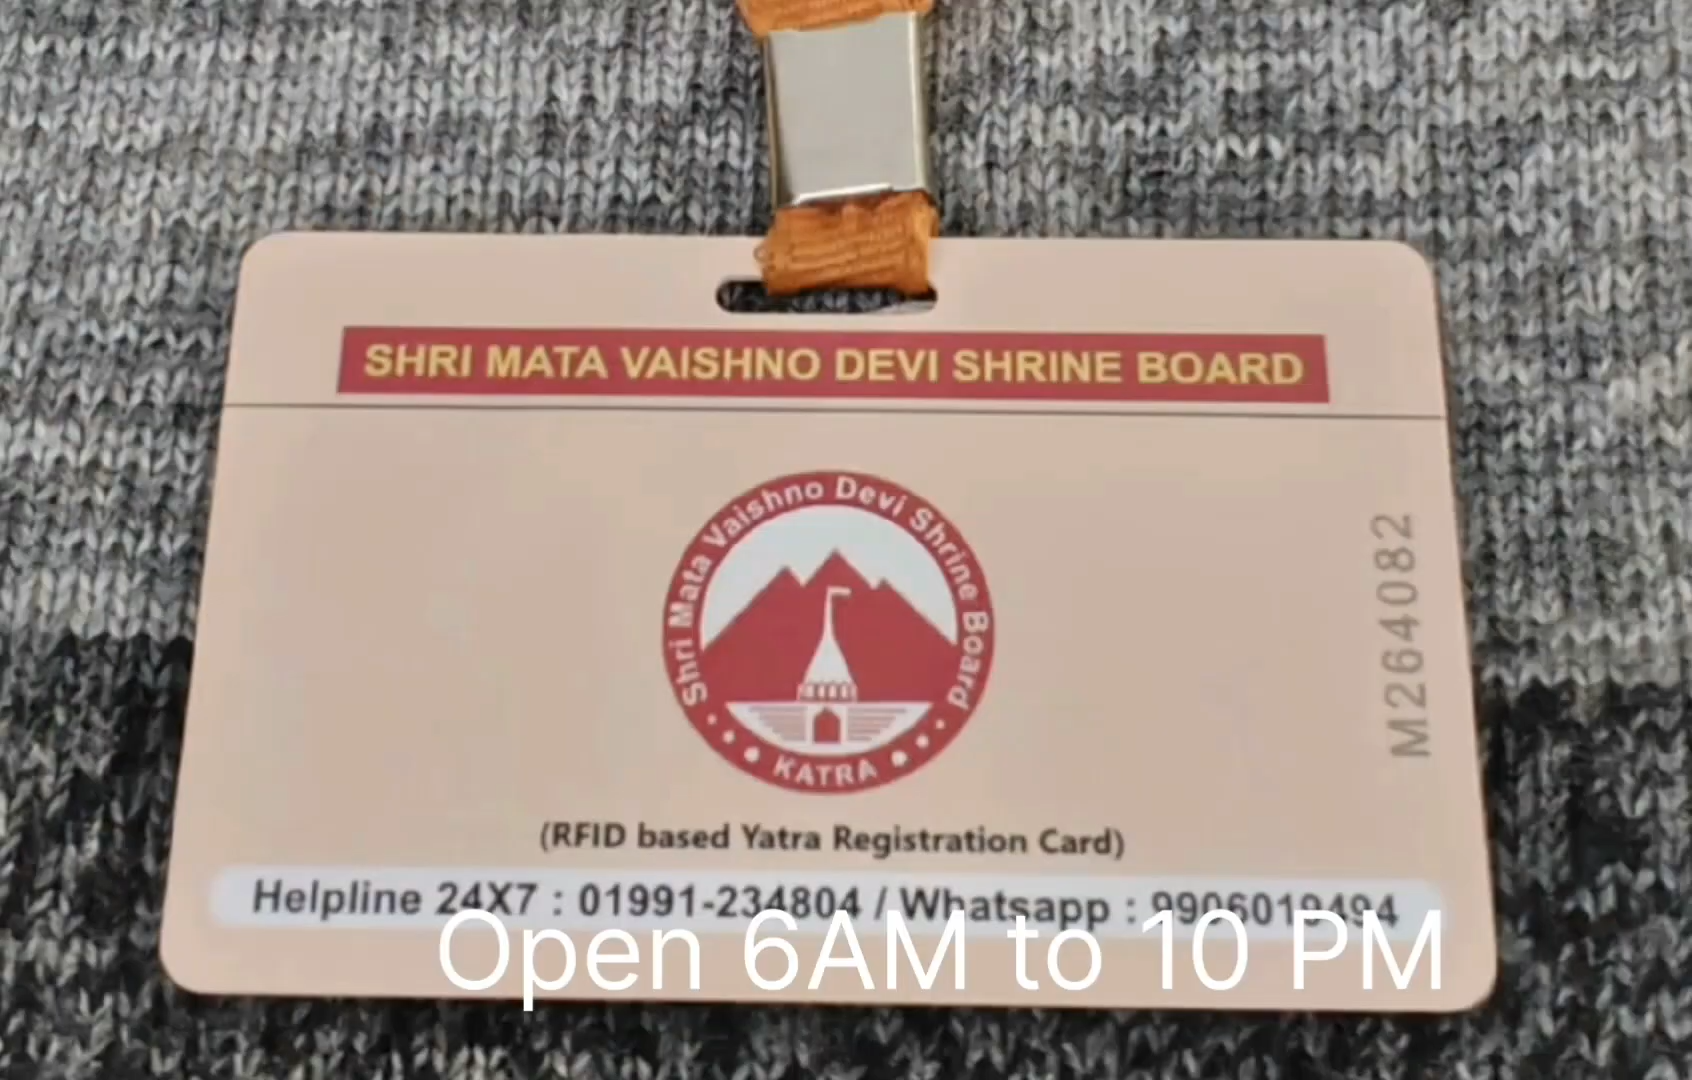 SHRI MATA VAISHNO DEVI SHRINE BOARD
Shri Mata Vaishno Devi Shrine Board
KATRA
M264082
(RFID based Yatra Registration Card)
Helpline 24X7 : 01991-234804 / Whatsapp : 9906019494
Open 6AM to 10 PM